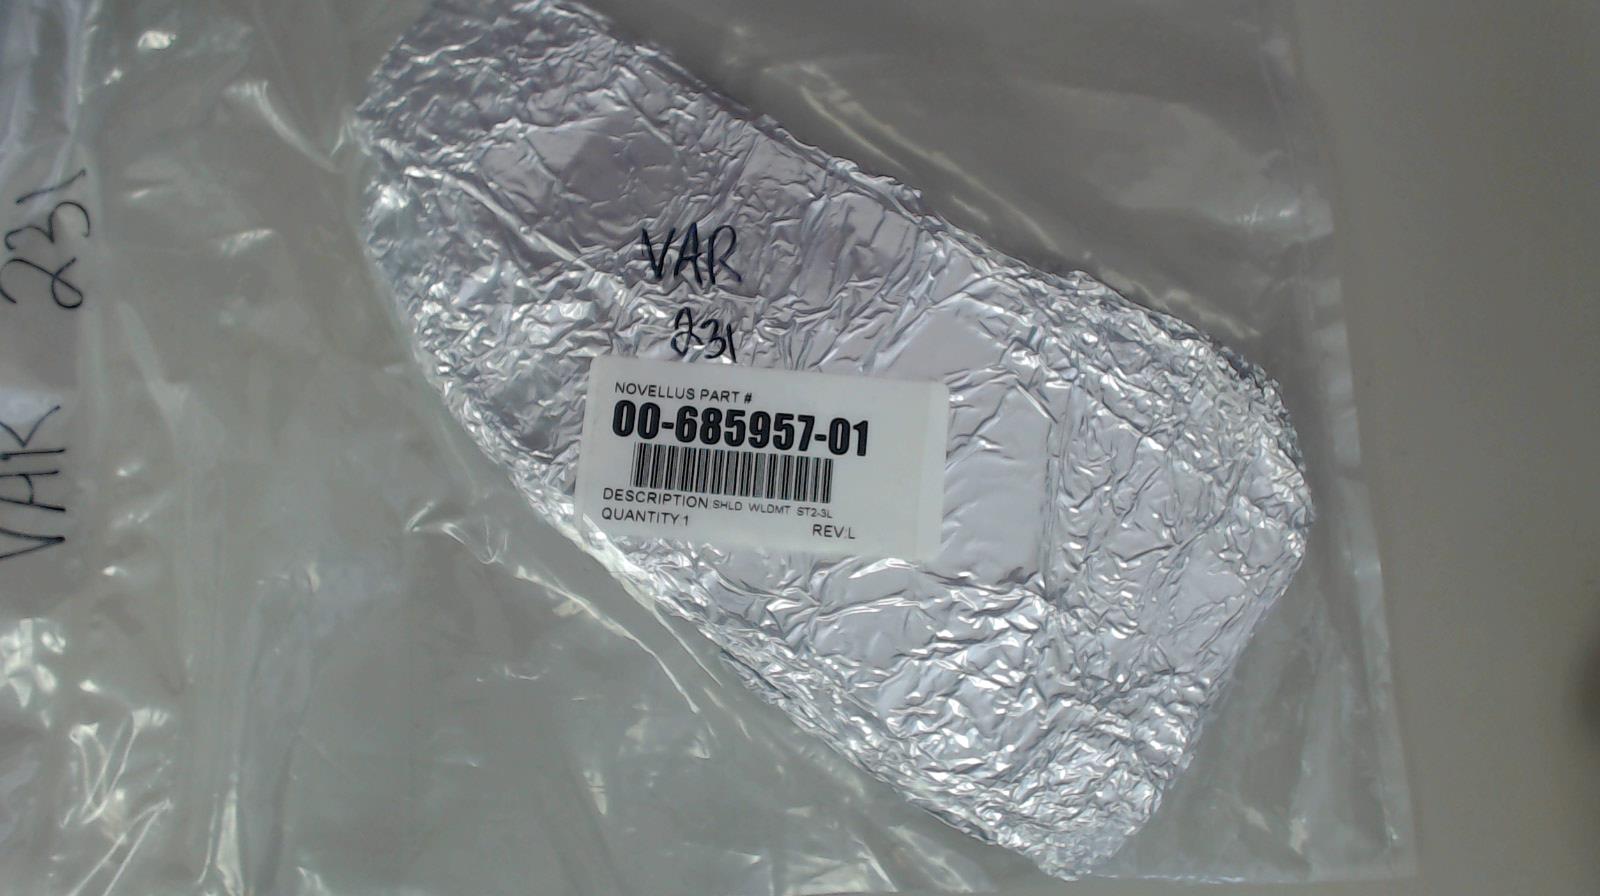 VAR
231
NOVELLUS PART #
00-685957-01
DESCRIPTION: SHLD WLDMT ST2-3L
QUANTITY:1
REV:L
VAR 231